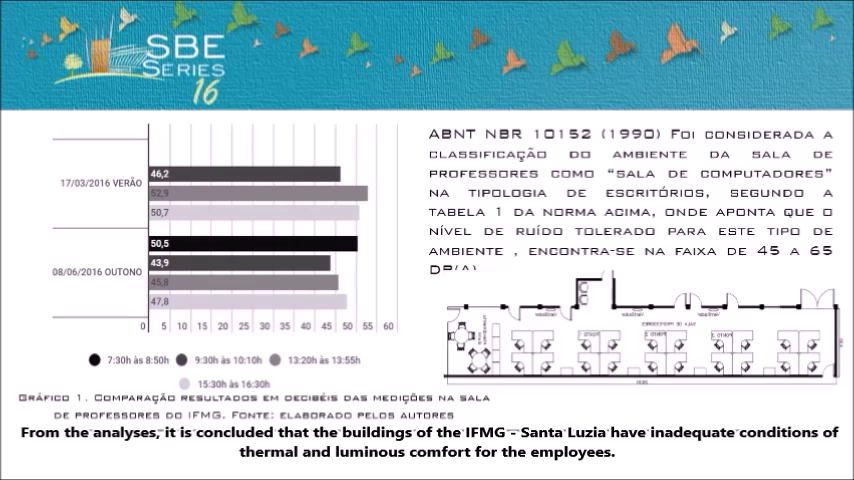 SBE
SERIES
16
17/03/2016 VERÃO
46,2
52,9
50,7
08/06/2016 OUTONO
50,5
43,9
45,8
47,8
0 5 10 15 20 25 30 35 40 45 50 55 60
7:30h às 8:50h 9:30h às 10:10h 13:20h às 13:55h
15:30h às 16:30h
GRÁFICO 1. COMPARAÇÃO RESULTADOS EM DECIBÉIS DAS MEDIÇÕES NA SALA
DE PROFESSORES DO IFMG. FONTE: ELABORADO PELOS AUTORES
ABNT NBR 10152 (1990) FOI CONSIDERADA A
CLASSIFICAÇÃO DO AMBIENTE DA SALA DE
PROFESSORES COMO “SALA DE COMPUTADORES”
NA TIPOLOGIA DE ESCRITÓRIOS, SEGUNDO A
TABELA 1 DA NORMA ACIMA, ONDE APONTA QUE O
NÍVEL DE RUÍDO TOLERADO PARA ESTE TIPO DE
AMBIENTE , ENCONTRA-SE NA FAIXA DE 45 A 65
From the analyses, it is concluded that the buildings of the IFMG - Santa Luzia have inadequate conditions of
thermal and luminous comfort for the employees.